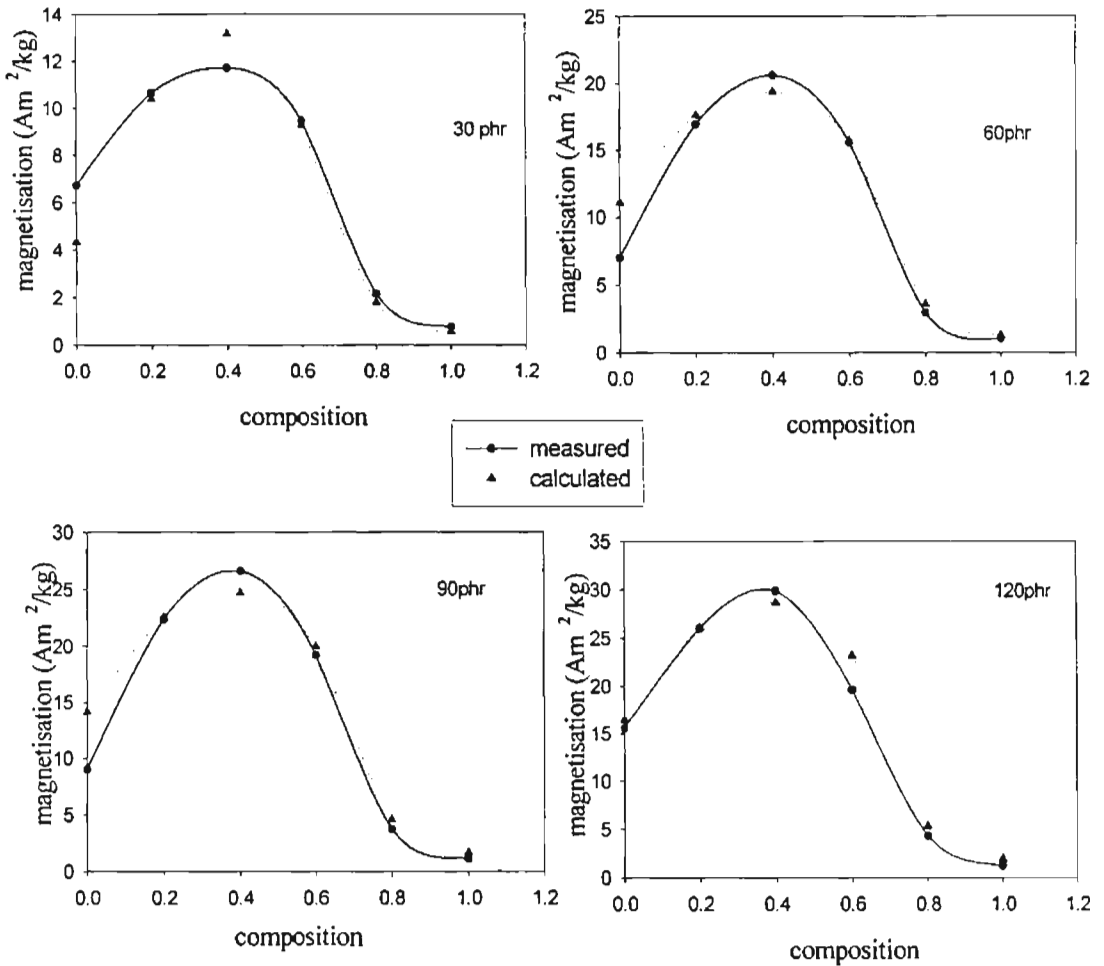 14
12
10
8
6
4
2
0
magnetisation (Am 2/kg)
30 phr
0.0 0.2 0.4 0.6 0.8 1.0 1.2
composition
25
20
15
10
5
0
magnetisation (Am 2/kg)
60phr
0.0 0.2 0.4 0.6 0.8 1.0 1.2
composition
measured
calculated
30
25
20
15
10
5
0
magnetisation (Am 2/kg)
90phr
0.0 0.2 0.4 0.6 0.8 1.0 1.2
composition
35
30
25
20
15
10
5
0
magnetisation (Am 2/kg)
120phr
0.0 0.2 0.4 0.6 0.8 1.0 1.2
composition